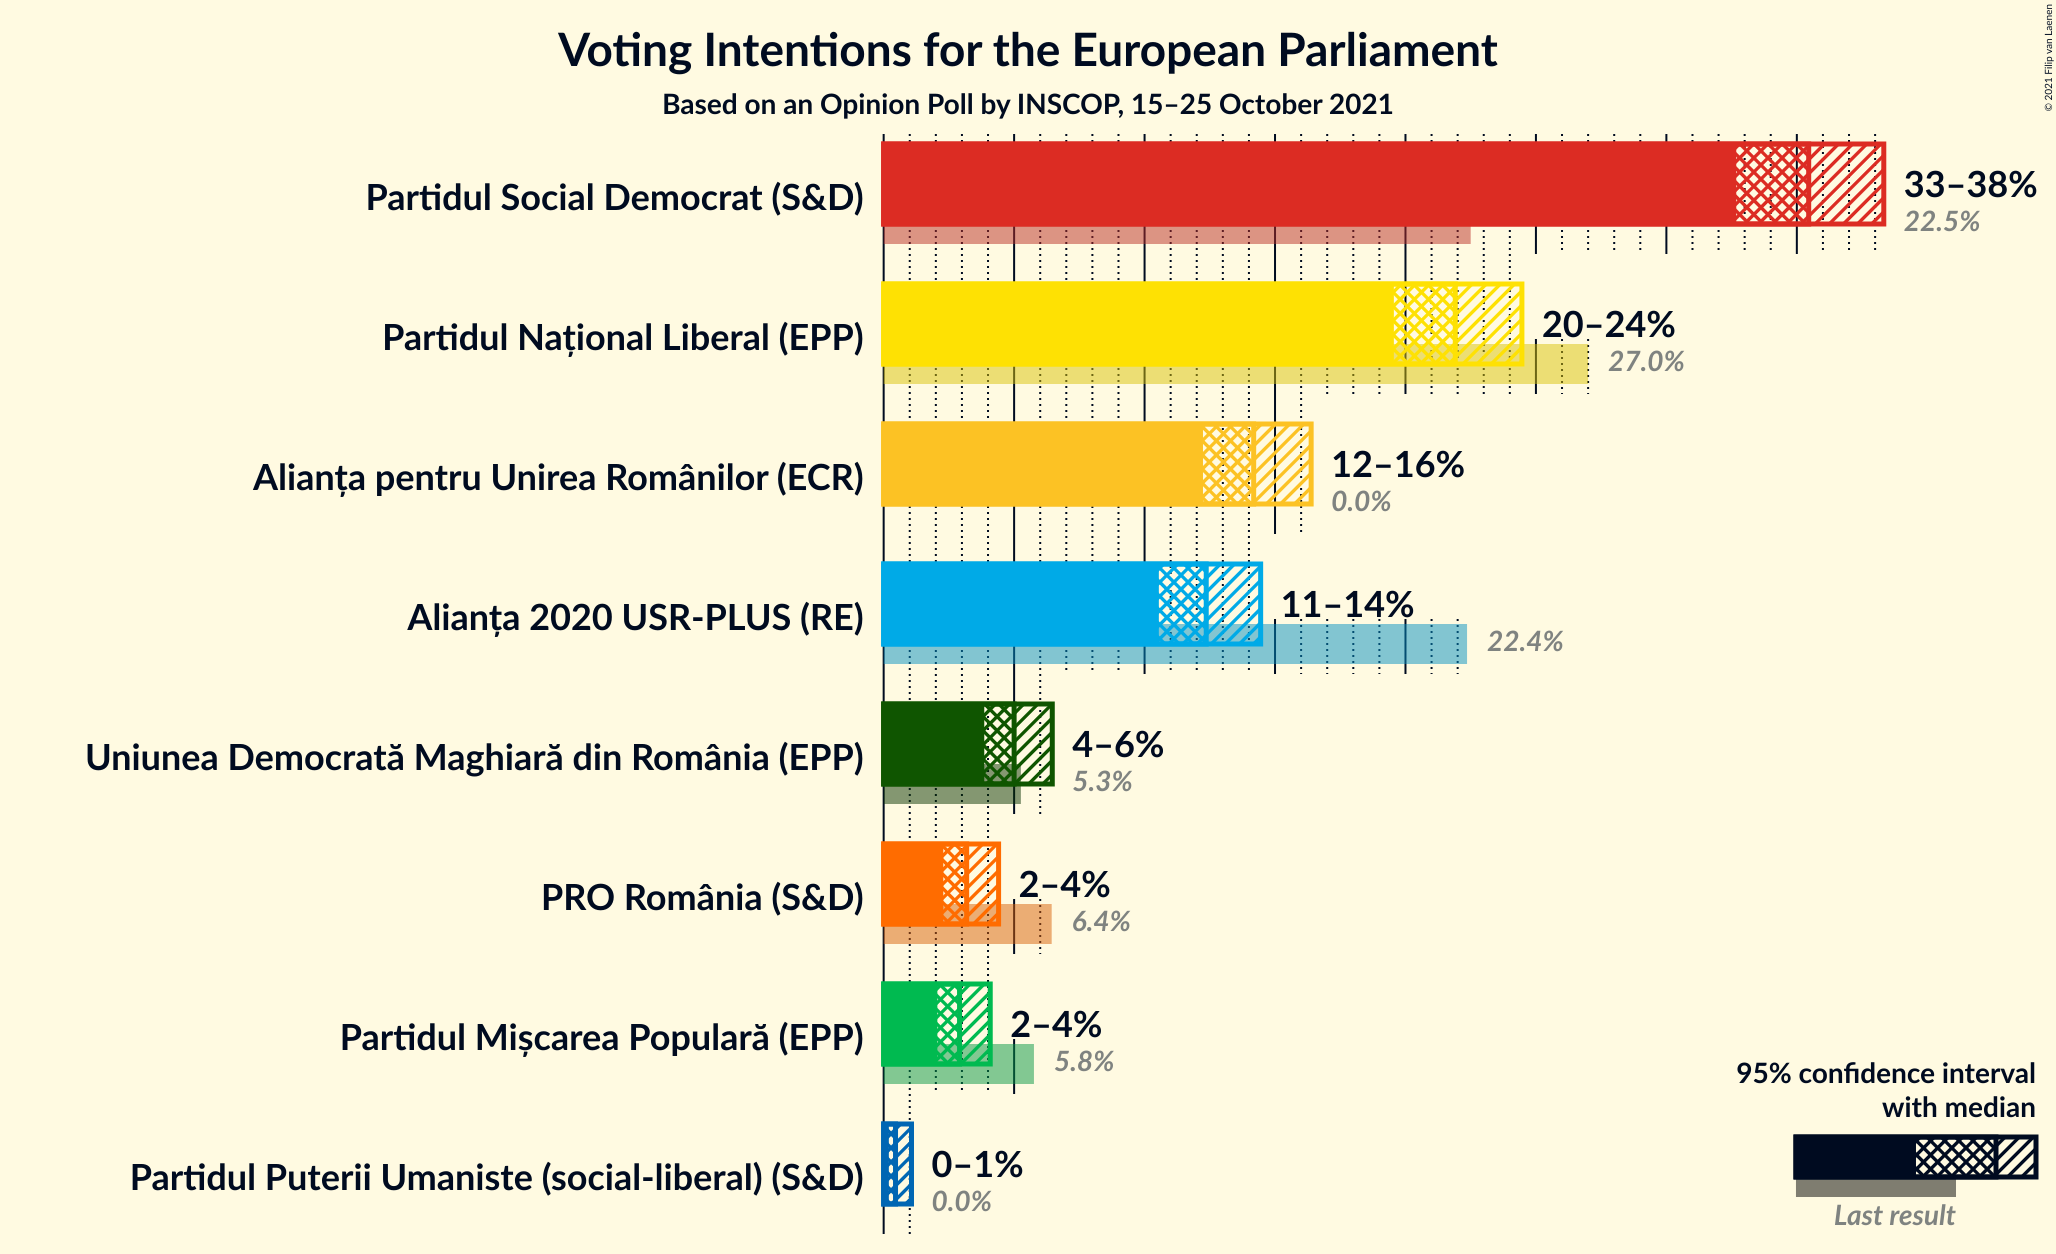 Voting Intentions for the European Parliament
Based on an Opinion Poll by INSCOP, 15–25 October 2021
© 2021 Filip van Laenen
Partidul Social Democrat (S&D)
33–38%
22.5%
Partidul Național Liberal (EPP)
20–24%
27.0%
Alianța pentru Unirea Românilor (ECR)
12–16%
0.0%
Alianța 2020 USR-PLUS (RE)
11–14%
22.4%
Uniunea Democrată Maghiară din România (EPP)
4–6%
5.3%
PRO România (S&D)
2–4%
6.4%
Partidul Mișcarea Populară (EPP)
2–4%
5.8%
Partidul Puterii Umaniste (social-liberal) (S&D)
0–1%
0.0%
95% confidence interval
with median
Last result